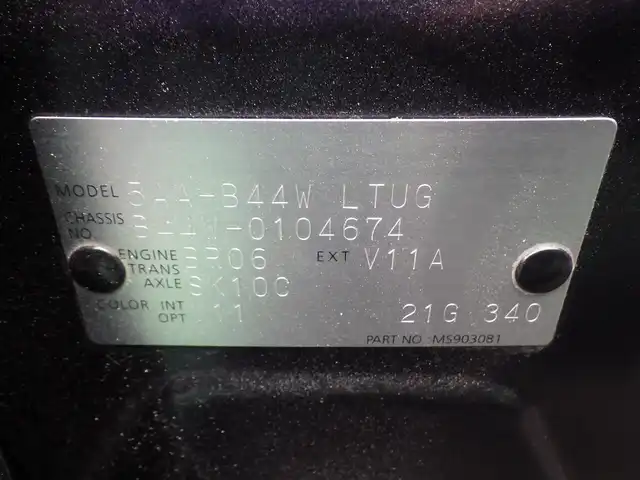 MODEL 5AA-B44W LTUG
CHASSIS NO. B44W-0104674
ENGINE BR06 EXT V11A
TRANS AXLE SK10C
COLOR INT 11 21G 340
OPT
PART NO. MS903081